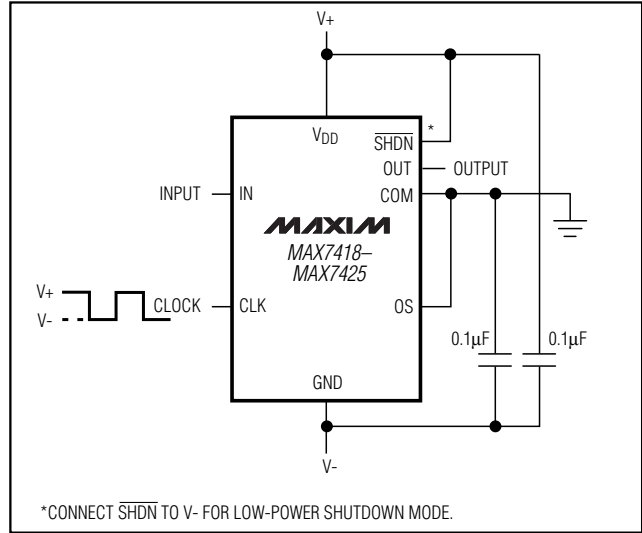 V+
*
VDD
SHDN
OUT
OUTPUT
INPUT
IN
COM
MAXIM
MAX7418–
MAX7425
V+
V-
CLOCK
CLK
OS
0.1µF
0.1µF
GND
V-
*CONNECT SHDN TO V- FOR LOW-POWER SHUTDOWN MODE.